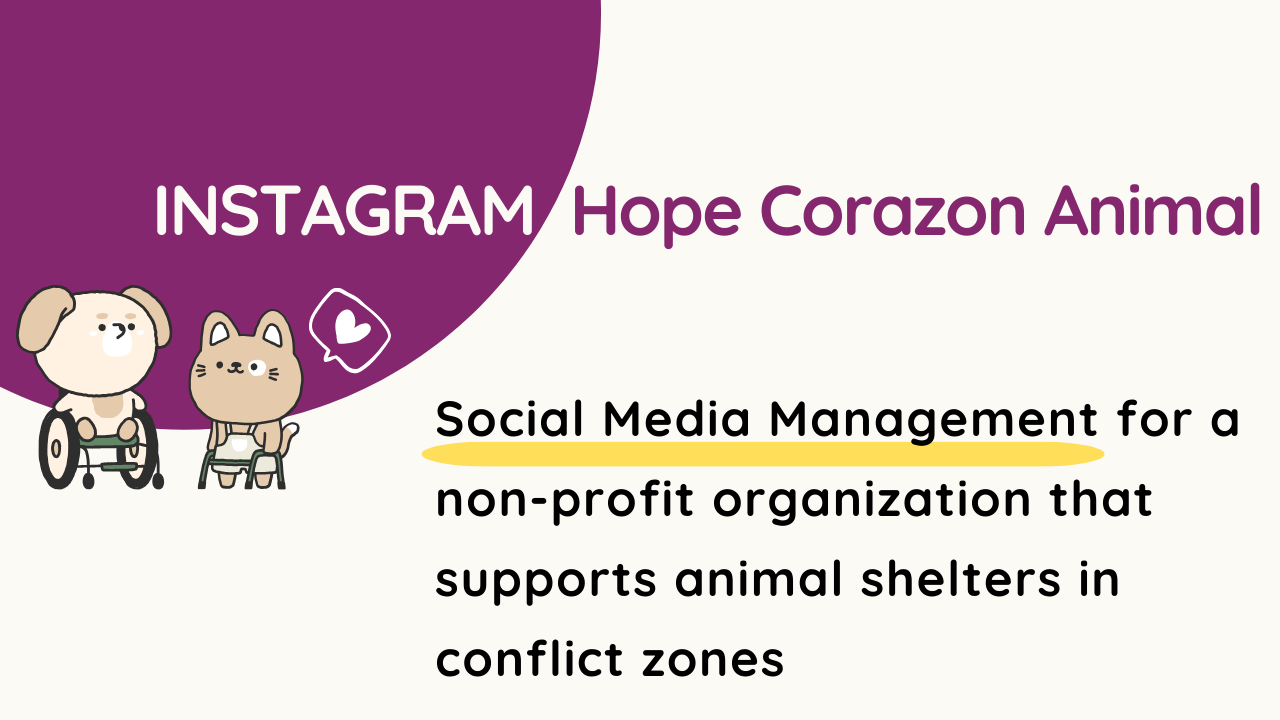 INSTAGRAM Hope Corazon Animal
Social Media Management for a
non-profit organization that
supports animal shelters in
conflict zones